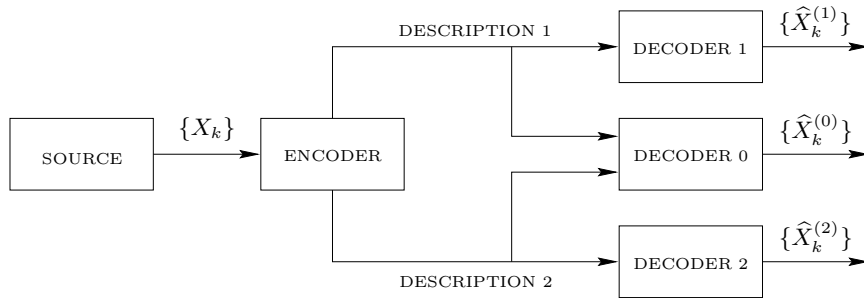 DESCRIPTION 1
DECODER 1
{X̂_k^(1)}
{X_k}
SOURCE
ENCODER
DECODER 0
{X̂_k^(0)}
DECODER 2
{X̂_k^(2)}
DESCRIPTION 2